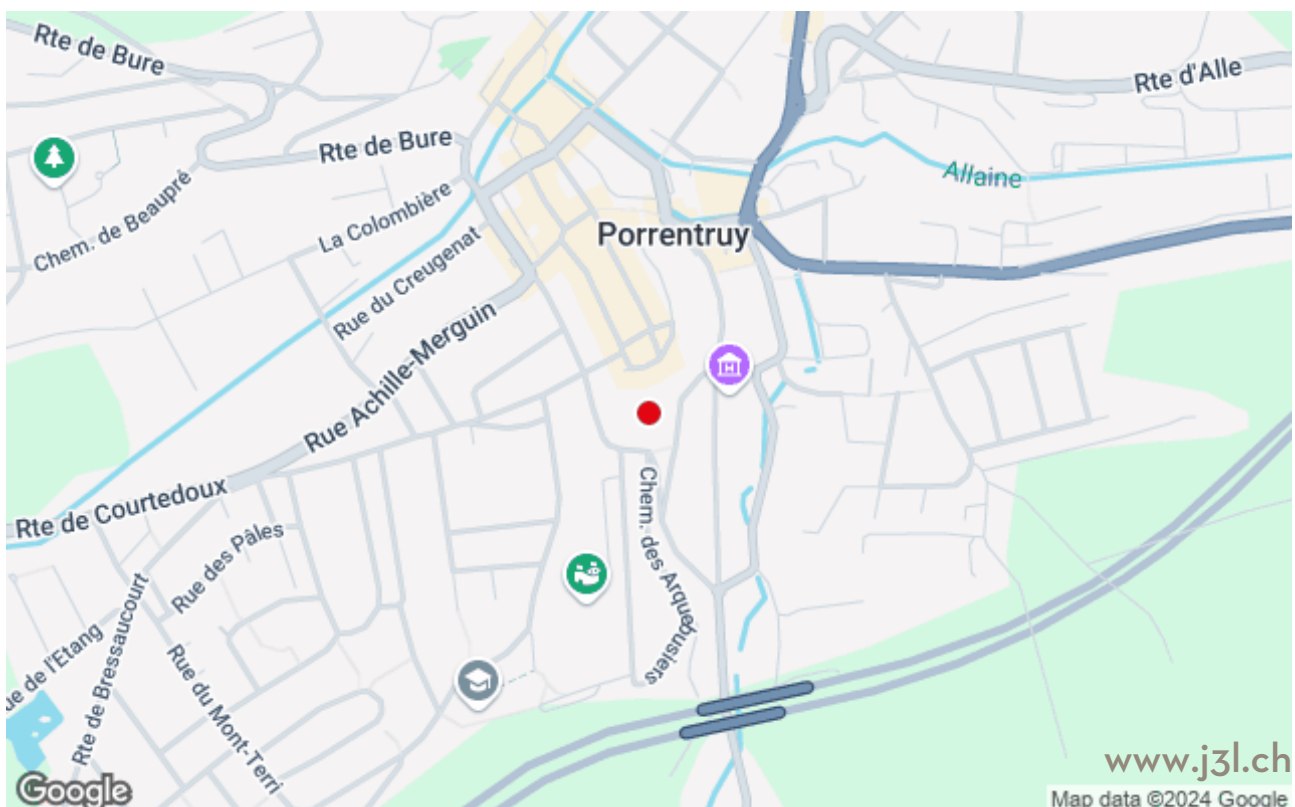 Rte de Bure
Rte d'Alle
Rte de Bure
Allaine
Chem. de Beaupré
La Colombière
Porrentruy
Rue du Creugenat
Rue Achille-Merguin
Rte de Courtedoux
Chem. des Arquebusiers
Rue des Pâles
Rte de Bressaucourt
ue de l'Etang
Rue du Mont-Terri
www.j3l.ch
Google
Map data ©2024 Google